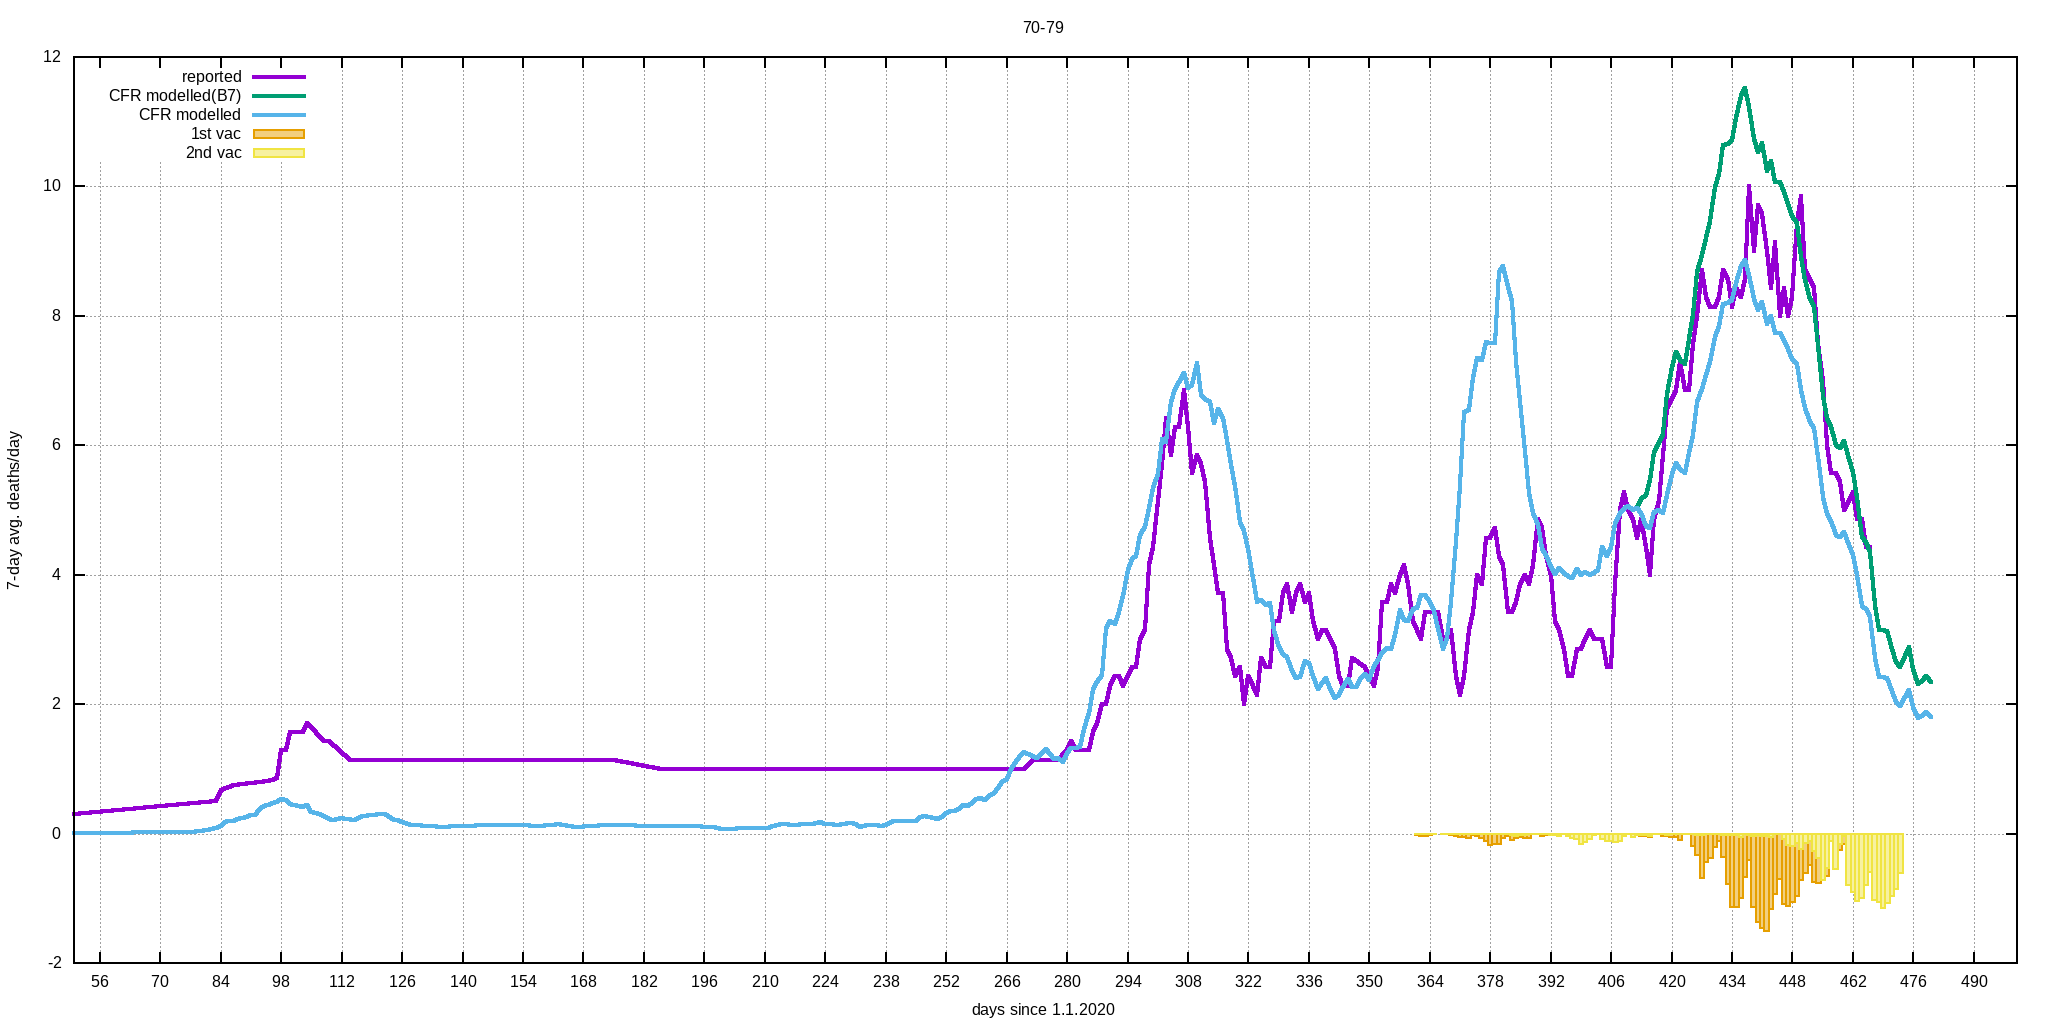 70-79
12
10
8
6
4
2
0
-2
7-day avg. deaths/day
reported
CFR modelled(B7)
CFR modelled
1st vac
2nd vac
56 70 84 98 112 126 140 154 168 182 196 210 224 238 252 266 280 294 308 322 336 350 364 378 392 406 420 434 448 462 476 490
days since 1.1.2020